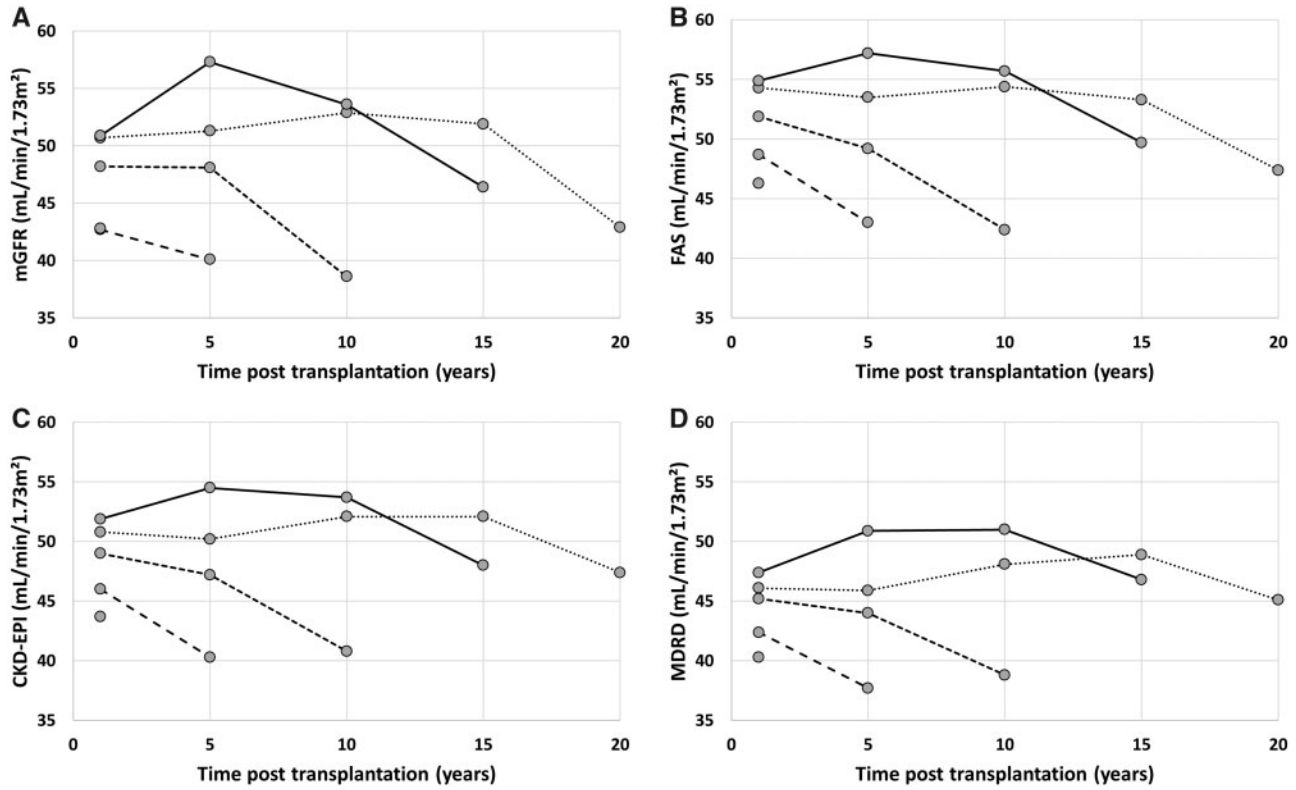 A
mGFR (mL/min/1.73m²)
60
55
50
45
40
35
0 5 10 15 20
Time post transplantation (years)
B
FAS (mL/min/1.73m²)
60
55
50
45
40
35
0 5 10 15 20
Time post transplantation (years)
C
CKD-EPI (mL/min/1.73m²)
60
55
50
45
40
35
0 5 10 15 20
Time post transplantation (years)
D
MDRD (mL/min/1.73m²)
60
55
50
45
40
35
0 5 10 15 20
Time post transplantation (years)